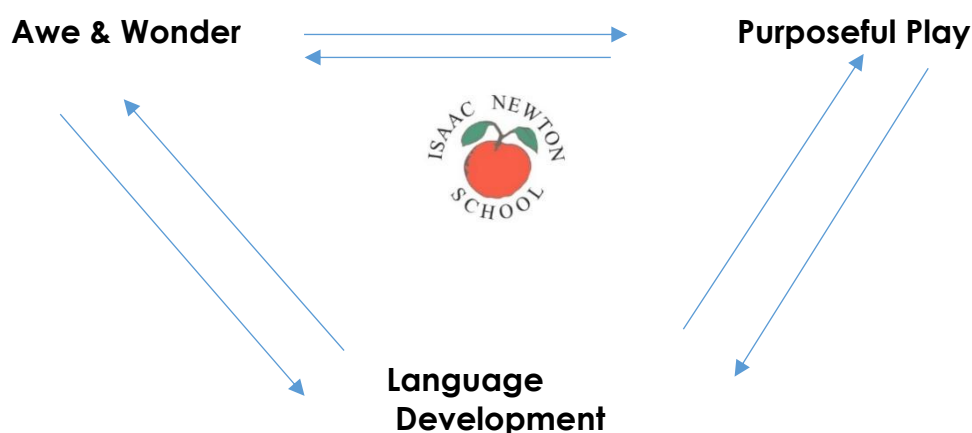 Awe & Wonder
Purposeful Play
ISAAC NEWTON
SCHOOL
Language
Development